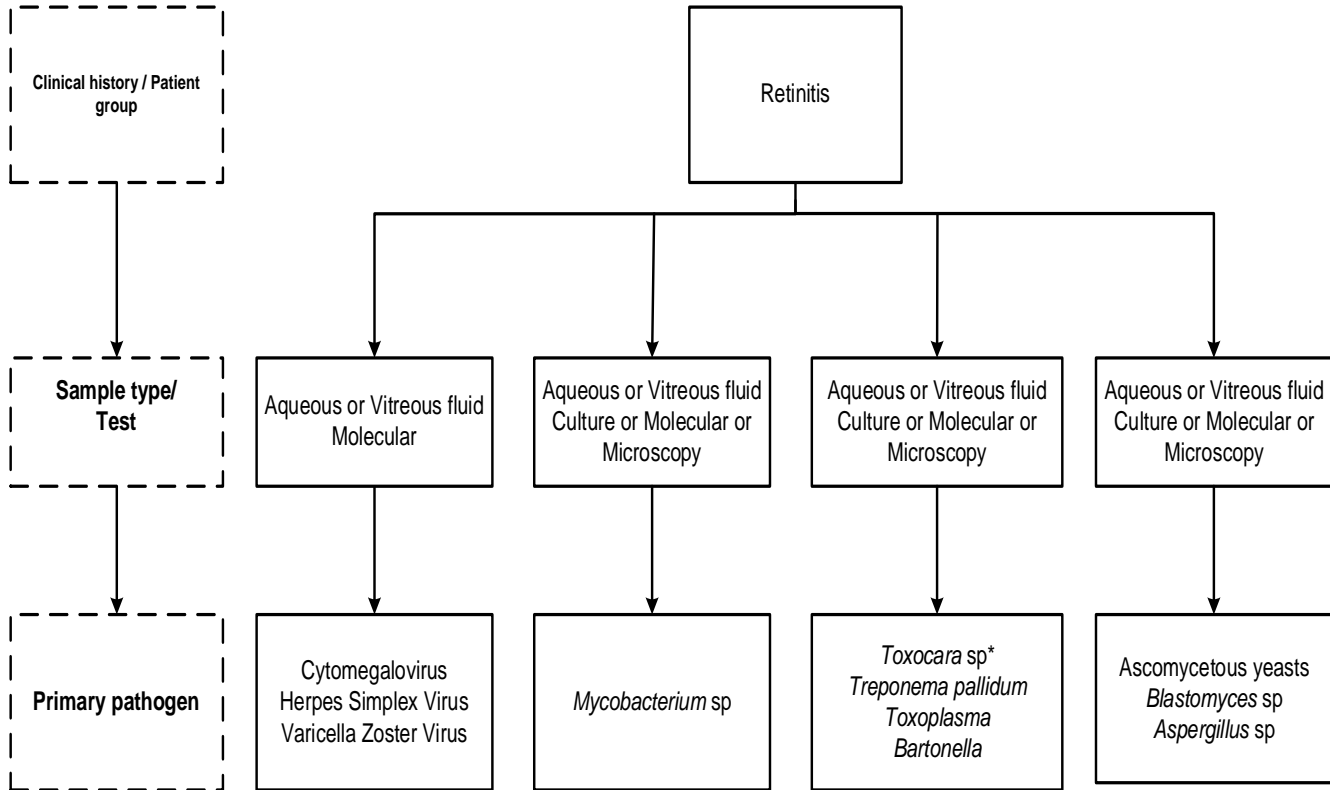 Clinical history / Patient
group
Retinitis
Sample type/
Test
Aqueous or Vitreous fluid
Molecular
Aqueous or Vitreous fluid
Culture or Molecular or
Microscopy
Aqueous or Vitreous fluid
Culture or Molecular or
Microscopy
Aqueous or Vitreous fluid
Culture or Molecular or
Microscopy
Primary pathogen
Cytomegalovirus
Herpes Simplex Virus
Varicella Zoster Virus
Mycobacterium sp
Toxocara sp*
Treponema pallidum
Toxoplasma
Bartonella
Ascomycetous yeasts
Blastomyces sp
Aspergillus sp